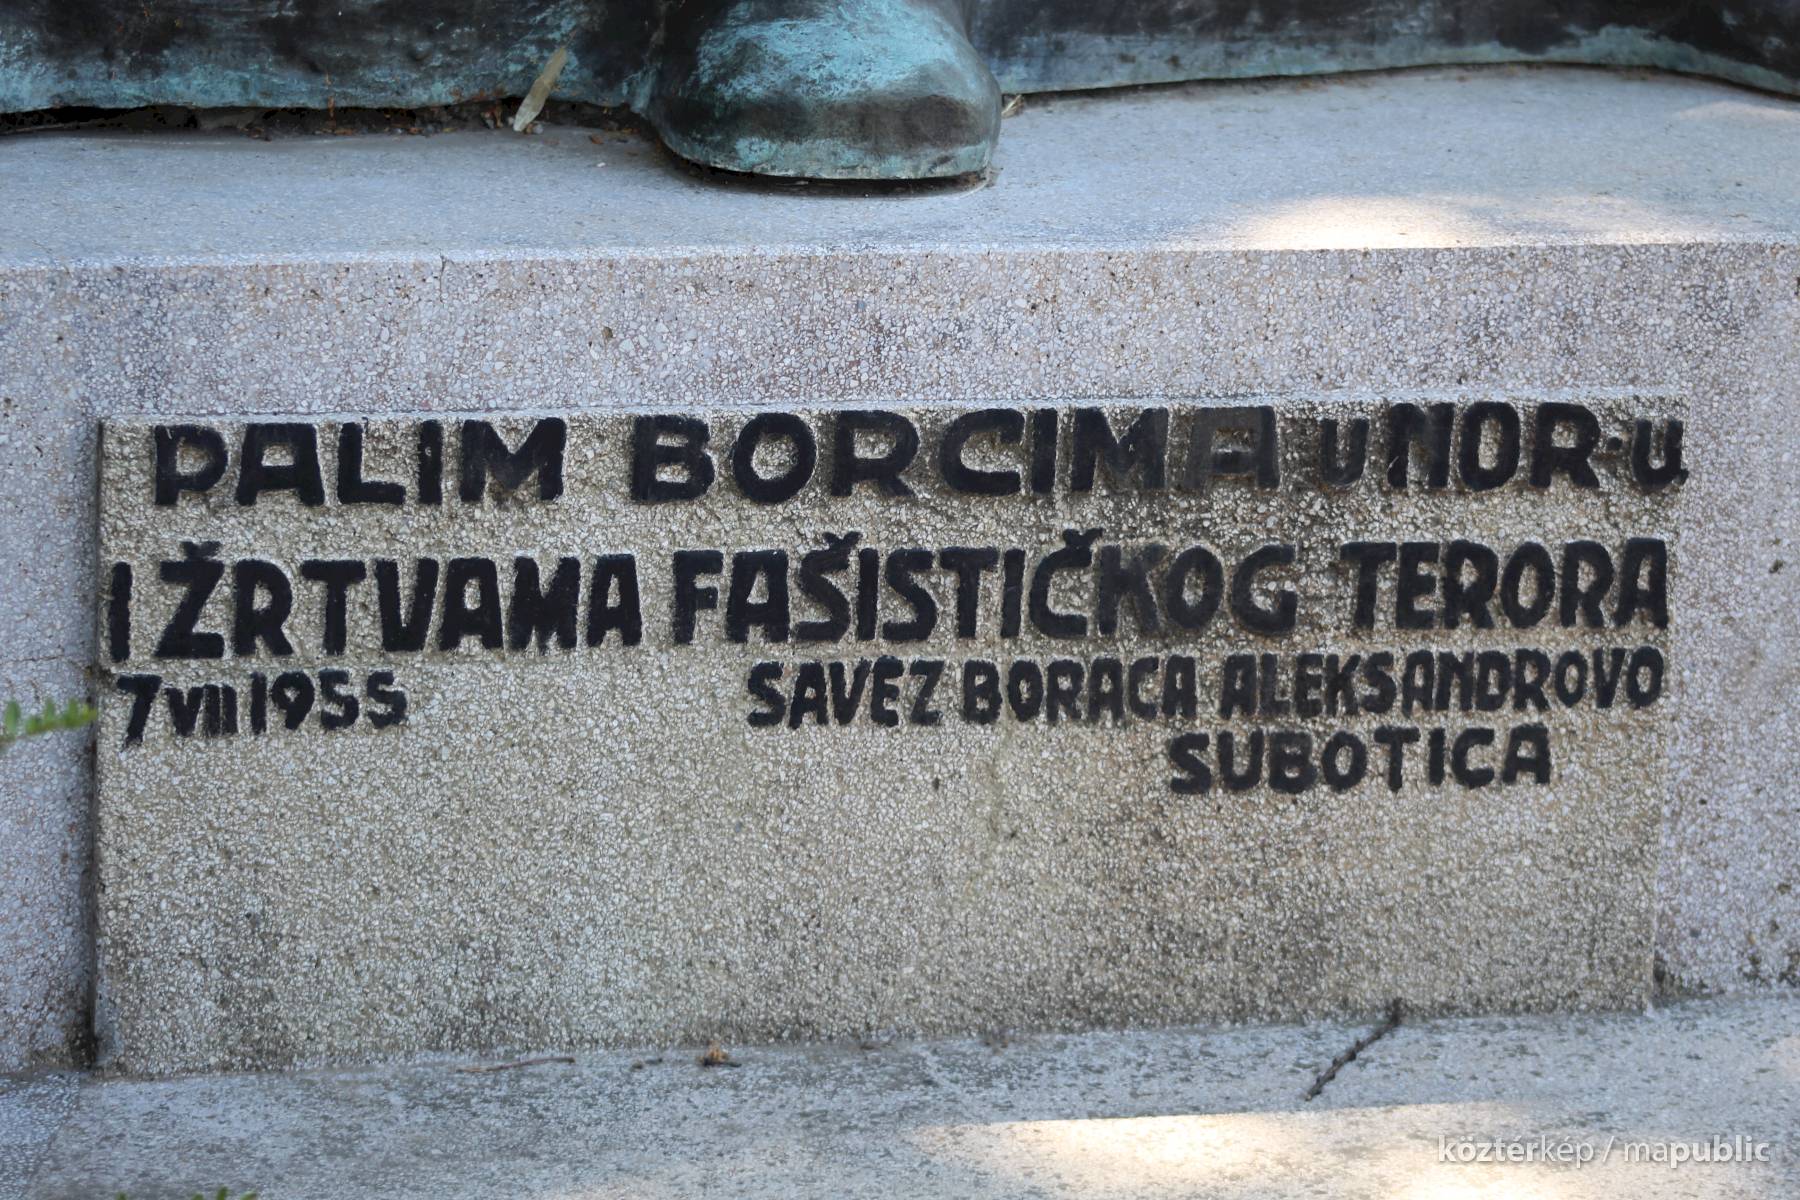 PALIM BORCIMA u NOR·u
I ŽRTVAMA FAŠISTIČKOG TERORA
7 VII 1955 SAVEZ BORACA ALEKSANDROVO
SUBOTICA
köztérkép / mapublic